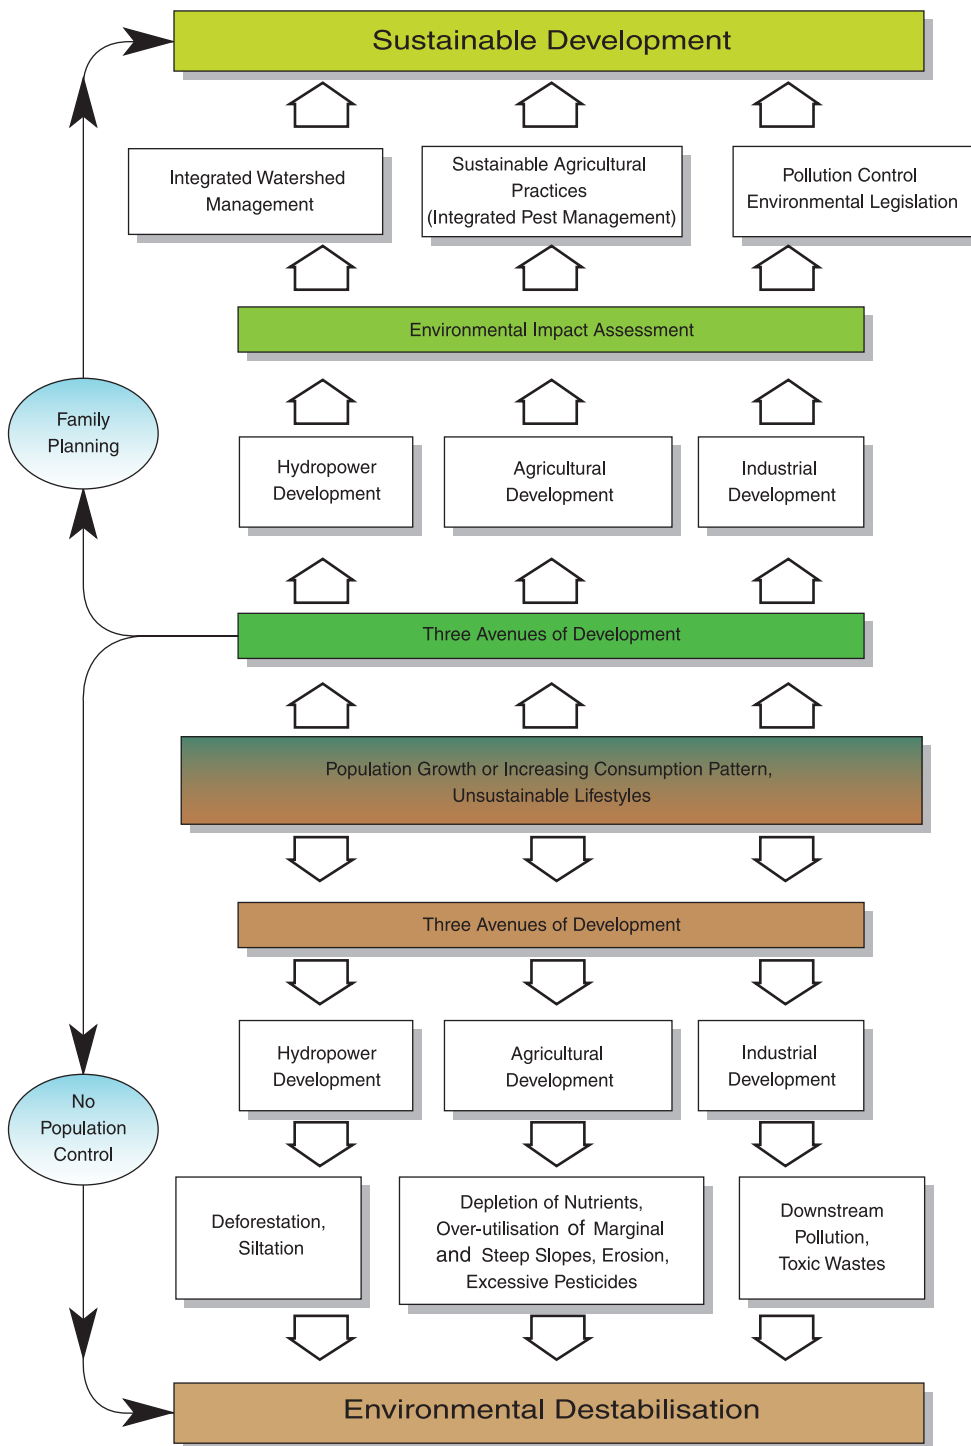 Sustainable Development
Integrated Watershed
Management
Sustainable Agricultural
Practices
(Integrated Pest Management)
Pollution Control
Environmental Legislation
Environmental Impact Assessment
Family
Planning
Hydropower
Development
Agricultural
Development
Industrial
Development
Three Avenues of Development
Population Growth or Increasing Consumption Pattern,
Unsustainable Lifestyles
Three Avenues of Development
Hydropower
Development
Agricultural
Development
Industrial
Development
No
Population
Control
Deforestation,
Siltation
Depletion of Nutrients,
Over-utilisation of Marginal
and Steep Slopes, Erosion,
Excessive Pesticides
Downstream
Pollution,
Toxic Wastes
Environmental Destabilisation